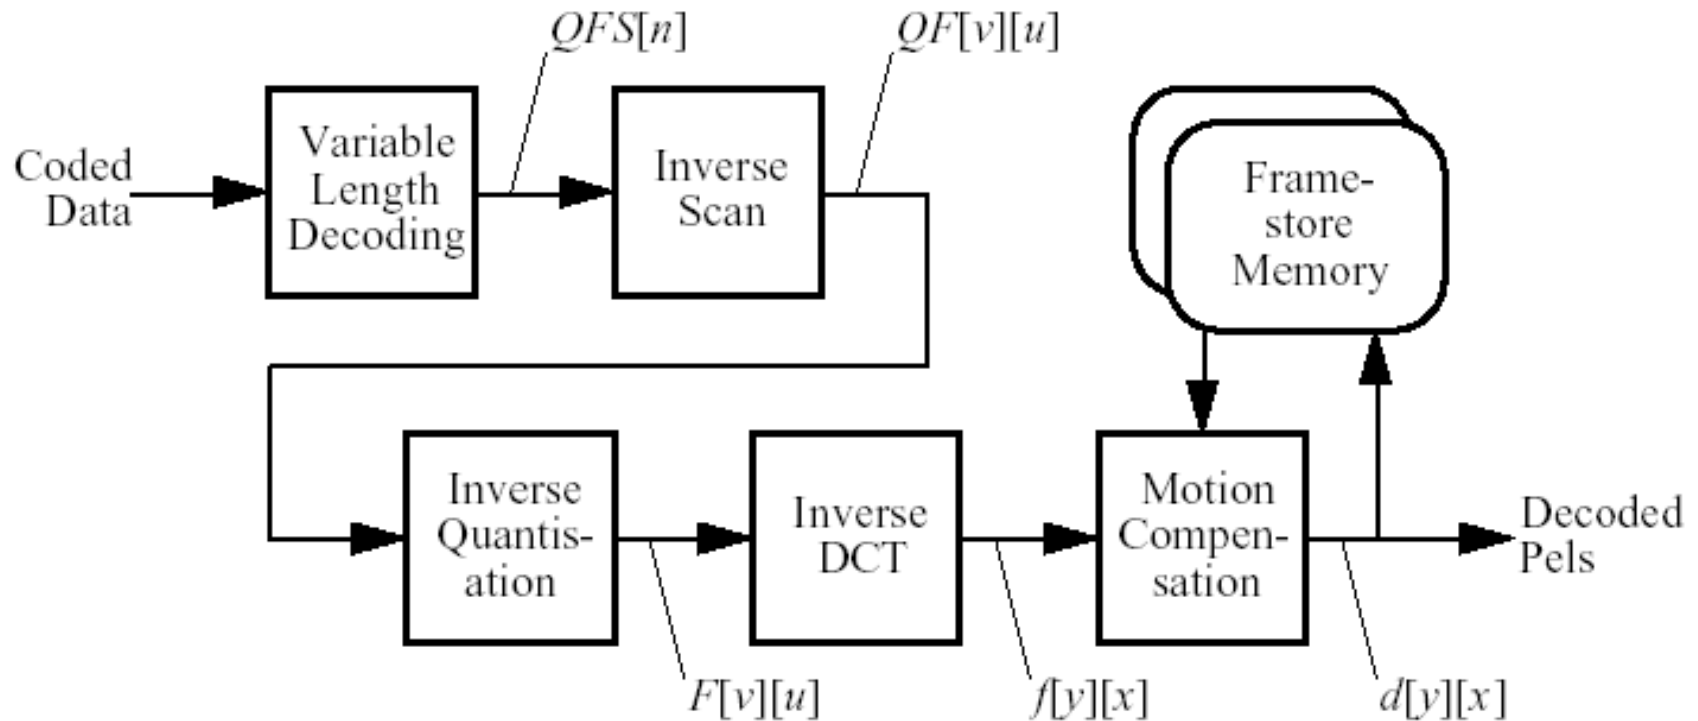 QFS[n]
QF[v][u]
Coded
Data
Variable
Length
Decoding
Inverse
Scan
Frame-
store
Memory
Inverse
Quantis-
ation
Inverse
DCT
Motion
Compen-
sation
Decoded
Pels
F[v][u]
f[y][x]
d[y][x]